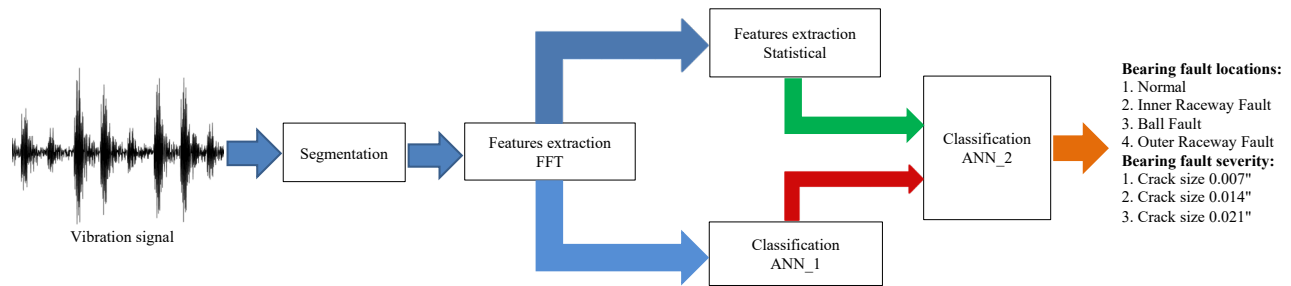 Vibration signal
Segmentation
Features extraction
FFT
Features extraction
Statistical
Classification
ANN_1
Classification
ANN_2
Bearing fault locations:
1. Normal
2. Inner Raceway Fault
3. Ball Fault
4. Outer Raceway Fault
Bearing fault severity:
1. Crack size 0.007"
2. Crack size 0.014"
3. Crack size 0.021"